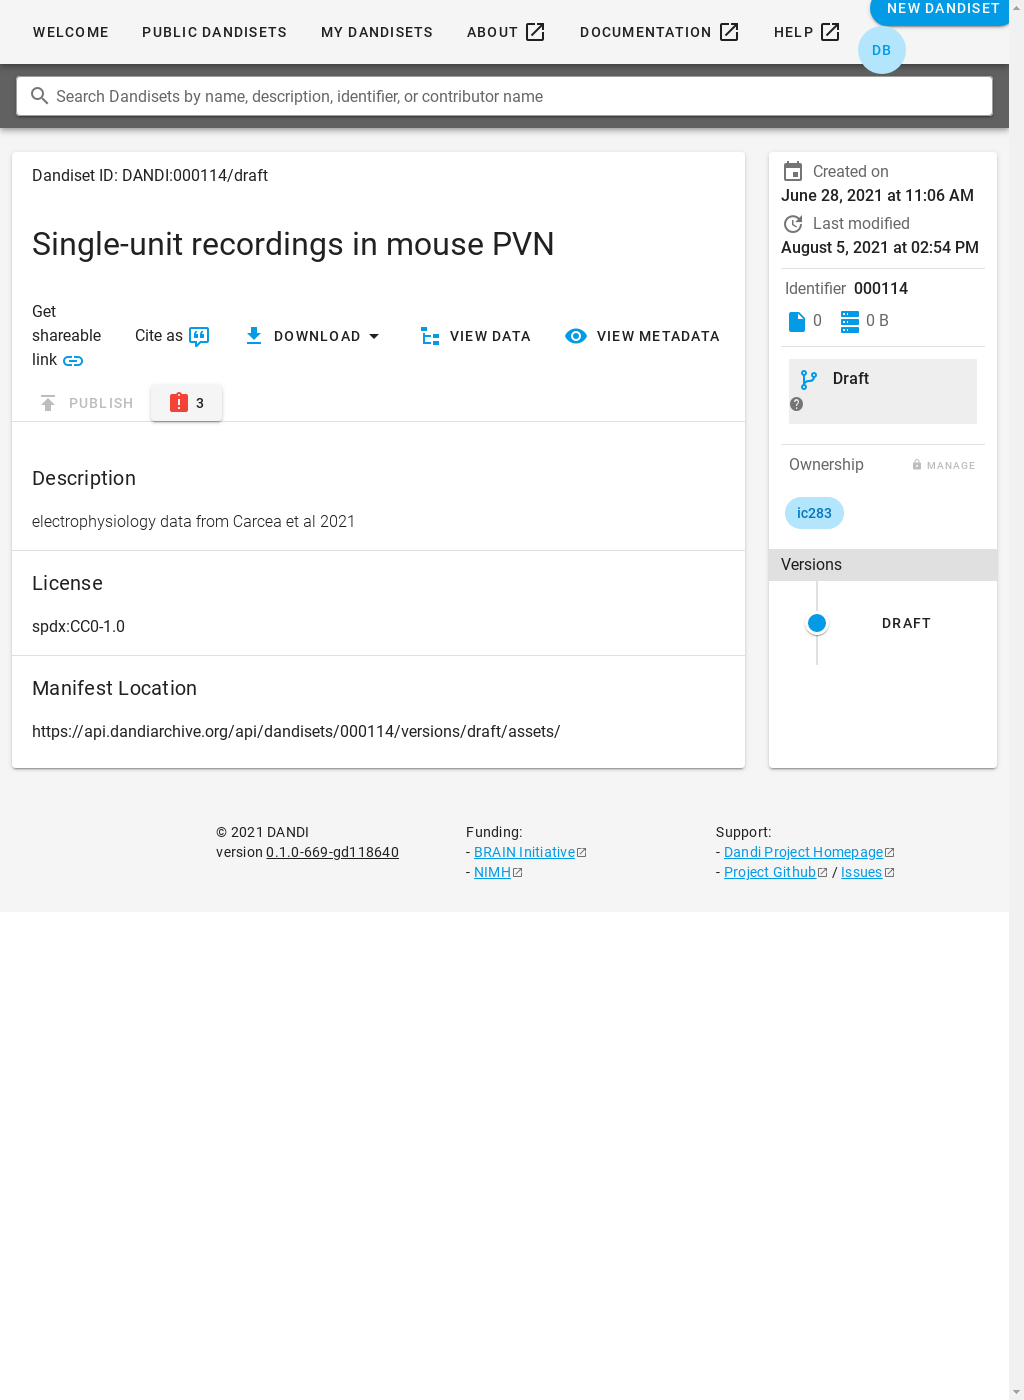 WELCOME PUBLIC DANDISETS MY DANDISETS ABOUT DOCUMENTATION HELP NEW DANDISET
DB
Search Dandisets by name, description, identifier, or contributor name
Dandiset ID: DANDI:000114/draft
Single-unit recordings in mouse PVN
Get
shareable
link
Cite as DOWNLOAD VIEW DATA VIEW METADATA
PUBLISH 3
Description
electrophysiology data from Carcea et al 2021
License
spdx:CC0-1.0
Manifest Location
https://api.dandiarchive.org/api/dandisets/000114/versions/draft/assets/
Created on
June 28, 2021 at 11:06 AM
Last modified
August 5, 2021 at 02:54 PM
Identifier 000114
0 0 B
Draft
Ownership MANAGE
ic283
Versions
DRAFT
© 2021 DANDI
version 0.1.0-669-gd118640
Funding:
- BRAIN Initiative
- NIMH
Support:
- Dandi Project Homepage
- Project Github / Issues